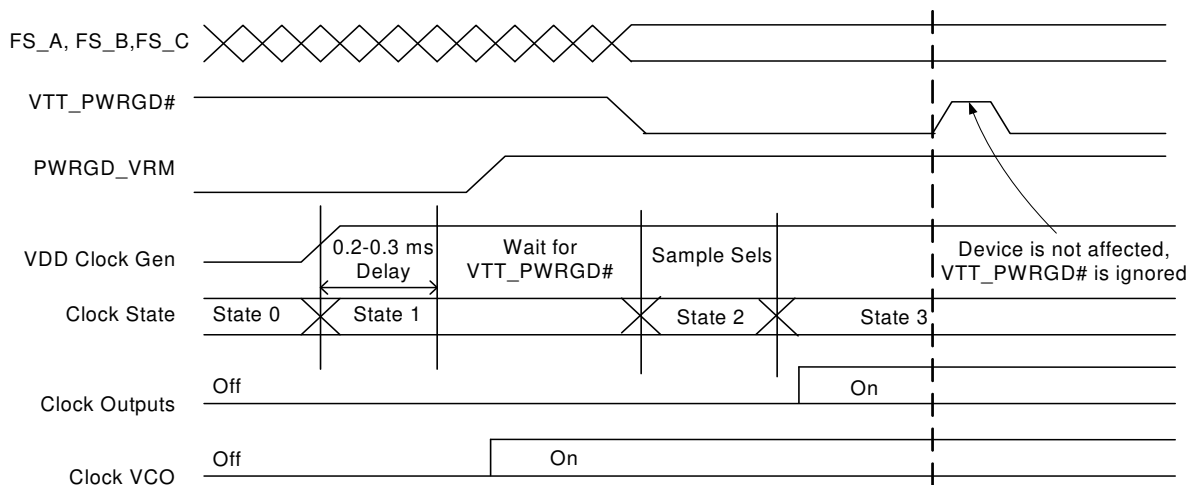 FS_A, FS_B,FS_C
VTT_PWRGD#
PWRGD_VRM
VDD Clock Gen
0.2-0.3 ms
Delay
Wait for
VTT_PWRGD#
Sample Sels
Device is not affected,
VTT_PWRGD# is ignored
Clock State
State 0
State 1
State 2
State 3
Clock Outputs
Off
On
Clock VCO
Off
On